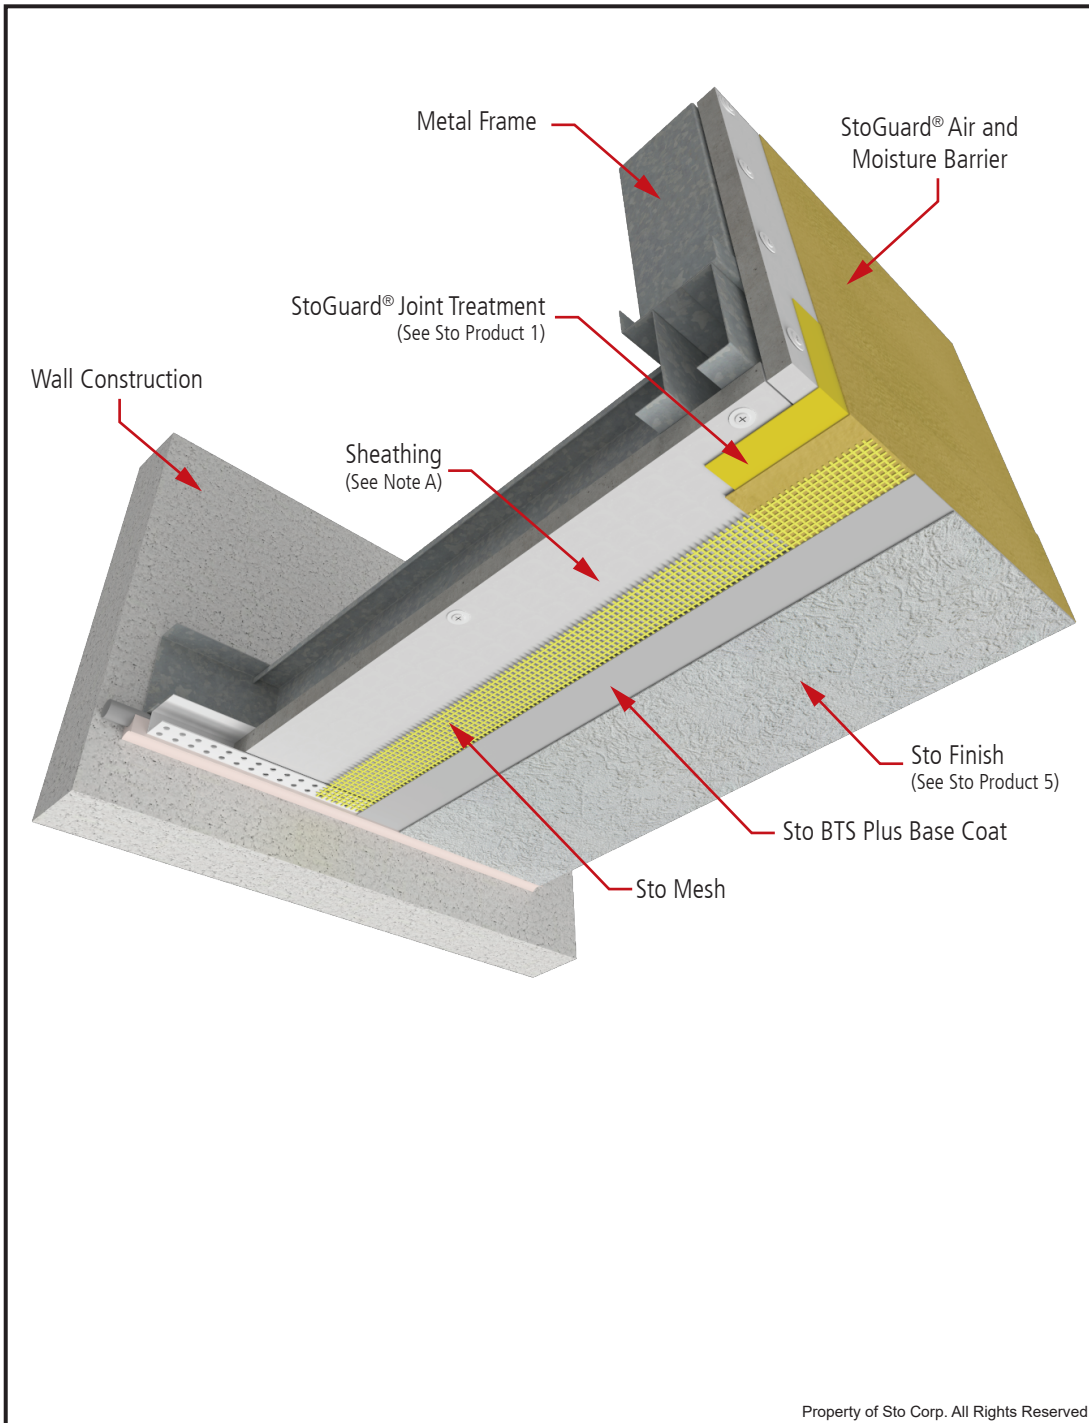 Metal Frame
StoGuard® Air and
Moisture Barrier
StoGuard® Joint Treatment
(See Sto Product 1)
Wall Construction
Sheathing
(See Note A)
Sto Finish
(See Sto Product 5)
Sto BTS Plus Base Coat
Sto Mesh
Property of Sto Corp. All Rights Reserved